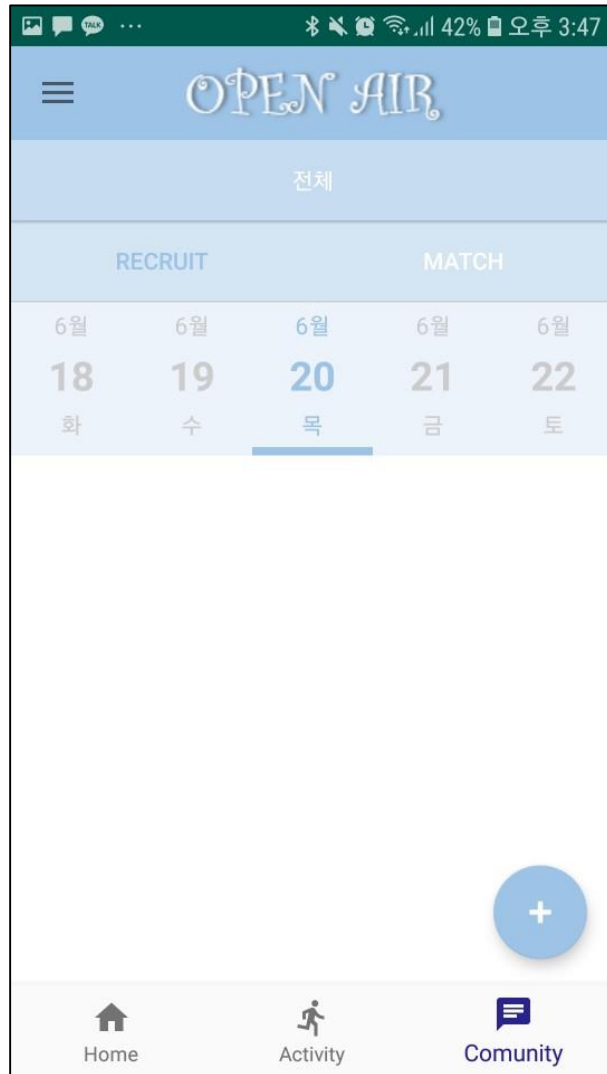 TALK ... 42% 오후 3:47
OPEN AIR
전체
RECRUIT MATCH
6월 6월 6월 6월 6월
18 19 20 21 22
화 수 목 금 토
+
Home Activity Comunity